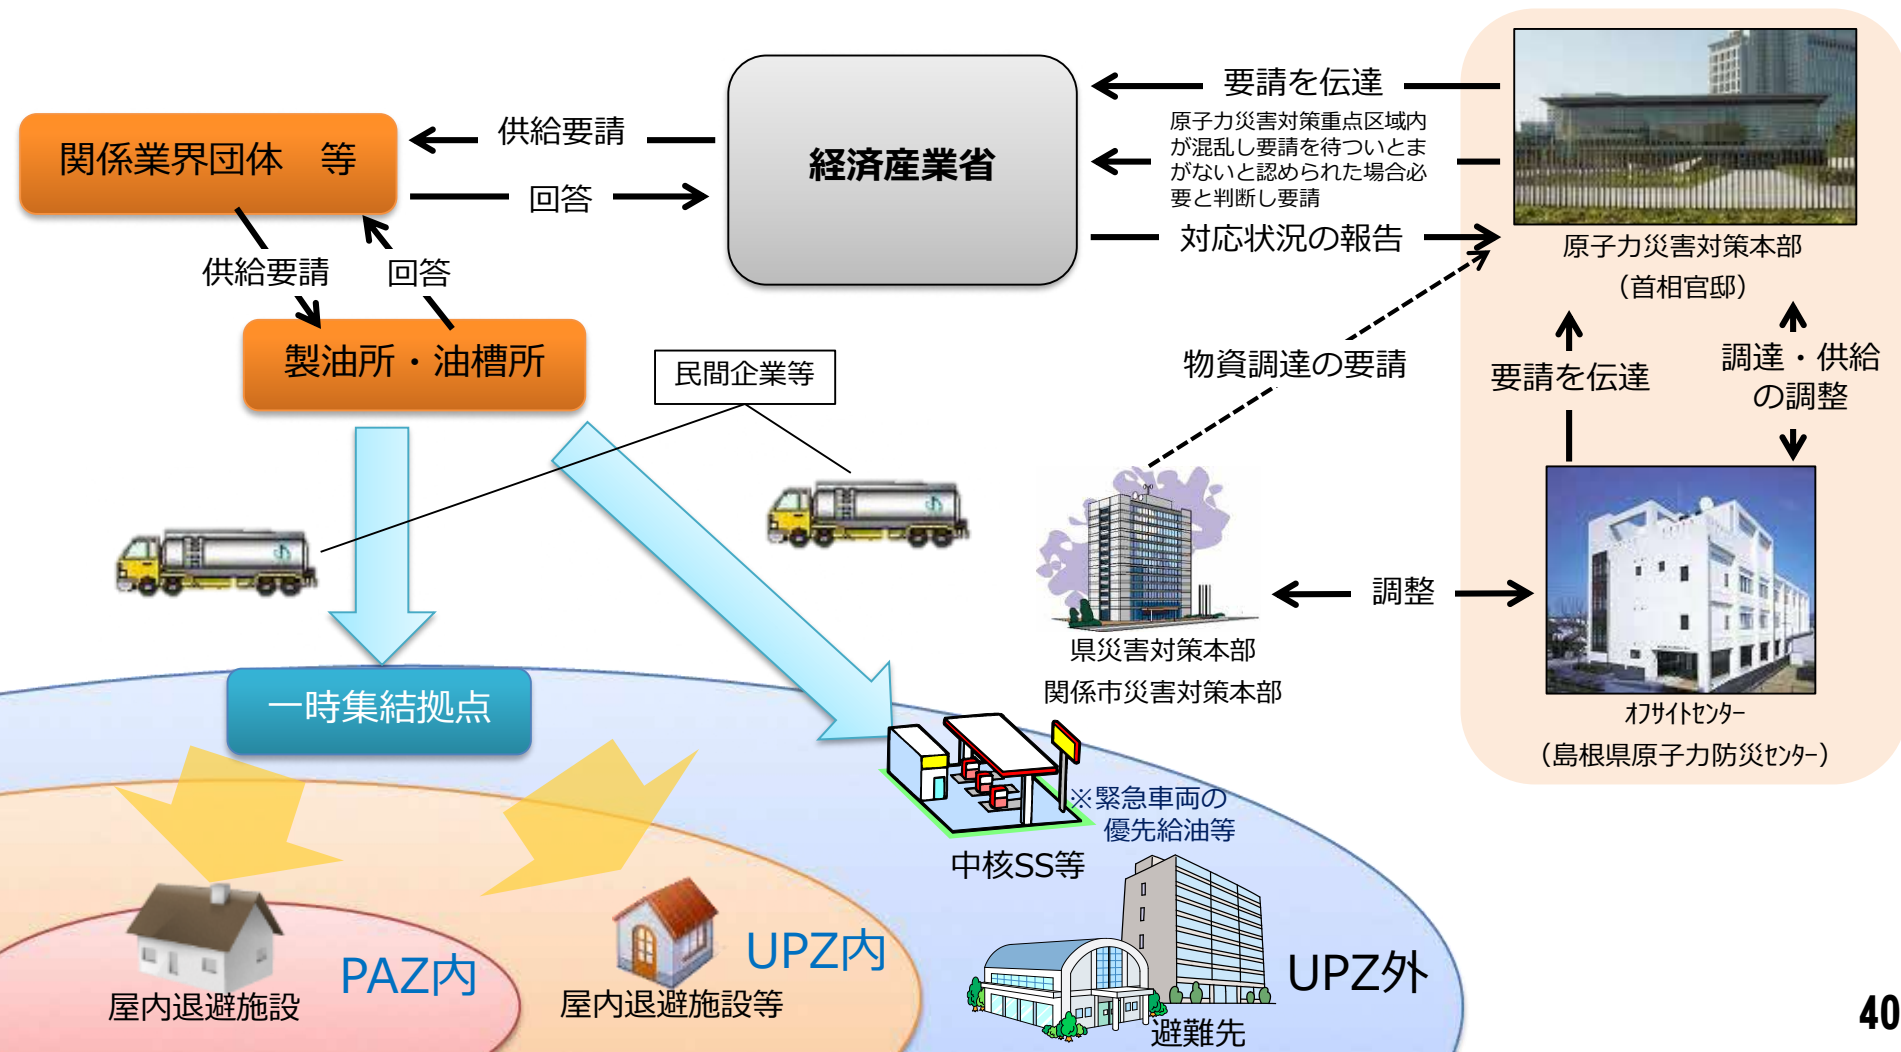 要請を伝達
原子力災害対策重点区域内
が混乱し要請を待ついとま
がないと認められた場合必
要と判断し要請
対応状況の報告
経済産業省
供給要請
回答
関係業界団体　等
供給要請
回答
製油所・油槽所
民間企業等
原子力災害対策本部
（首相官邸）
物資調達の要請
要請を伝達
調達・供給
の調整
調整
県災害対策本部
関係市災害対策本部
ｵﾌｻｲﾄｾﾝﾀｰ
（島根県原子力防災ｾﾝﾀｰ）
一時集結拠点
※緊急車両の
優先給油等
中核SS等
PAZ内
屋内退避施設
UPZ内
屋内退避施設等
UPZ外
避難先
40